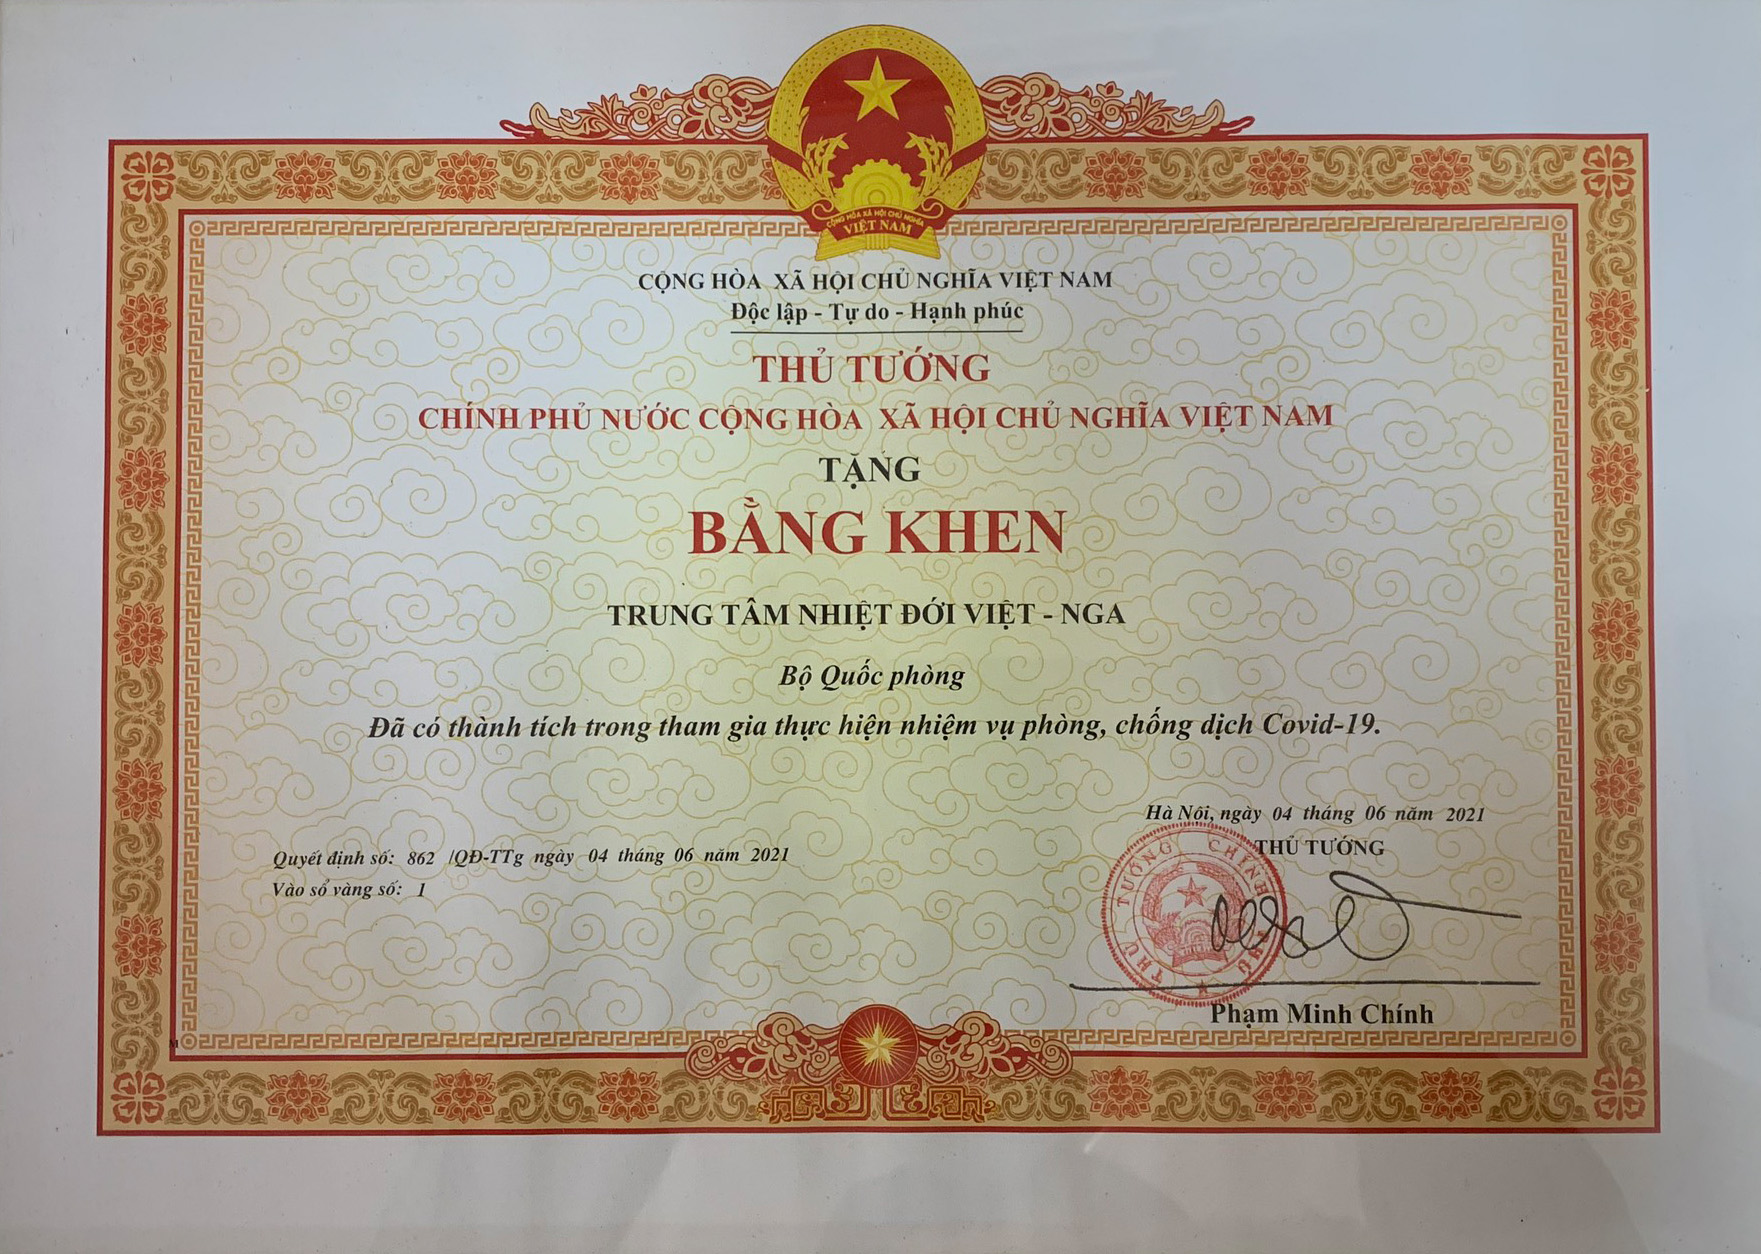 CỘNG HÒA XÃ HỘI CHỦ NGHĨA
VIỆT NAM
CỘNG HÒA XÃ HỘI CHỦ NGHĨA VIỆT NAM
Độc lập - Tự do - Hạnh phúc
THỦ TƯỚNG
CHÍNH PHỦ NƯỚC CỘNG HÒA XÃ HỘI CHỦ NGHĨA VIỆT NAM
TẶNG
BẰNG KHEN
TRUNG TÂM NHIỆT ĐỚI VIỆT - NGA
Bộ Quốc phòng
Đã có thành tích trong tham gia thực hiện nhiệm vụ phòng, chống dịch Covid-19.
Hà Nội, ngày 04 tháng 06 năm 2021
THỦ TƯỚNG
Quyết định số: 862 /QĐ-TTg ngày 04 tháng 06 năm 2021
Vào sổ vàng số: 1
THỦ TƯỚNG CHÍNH PHỦ
Phạm Minh Chính
M